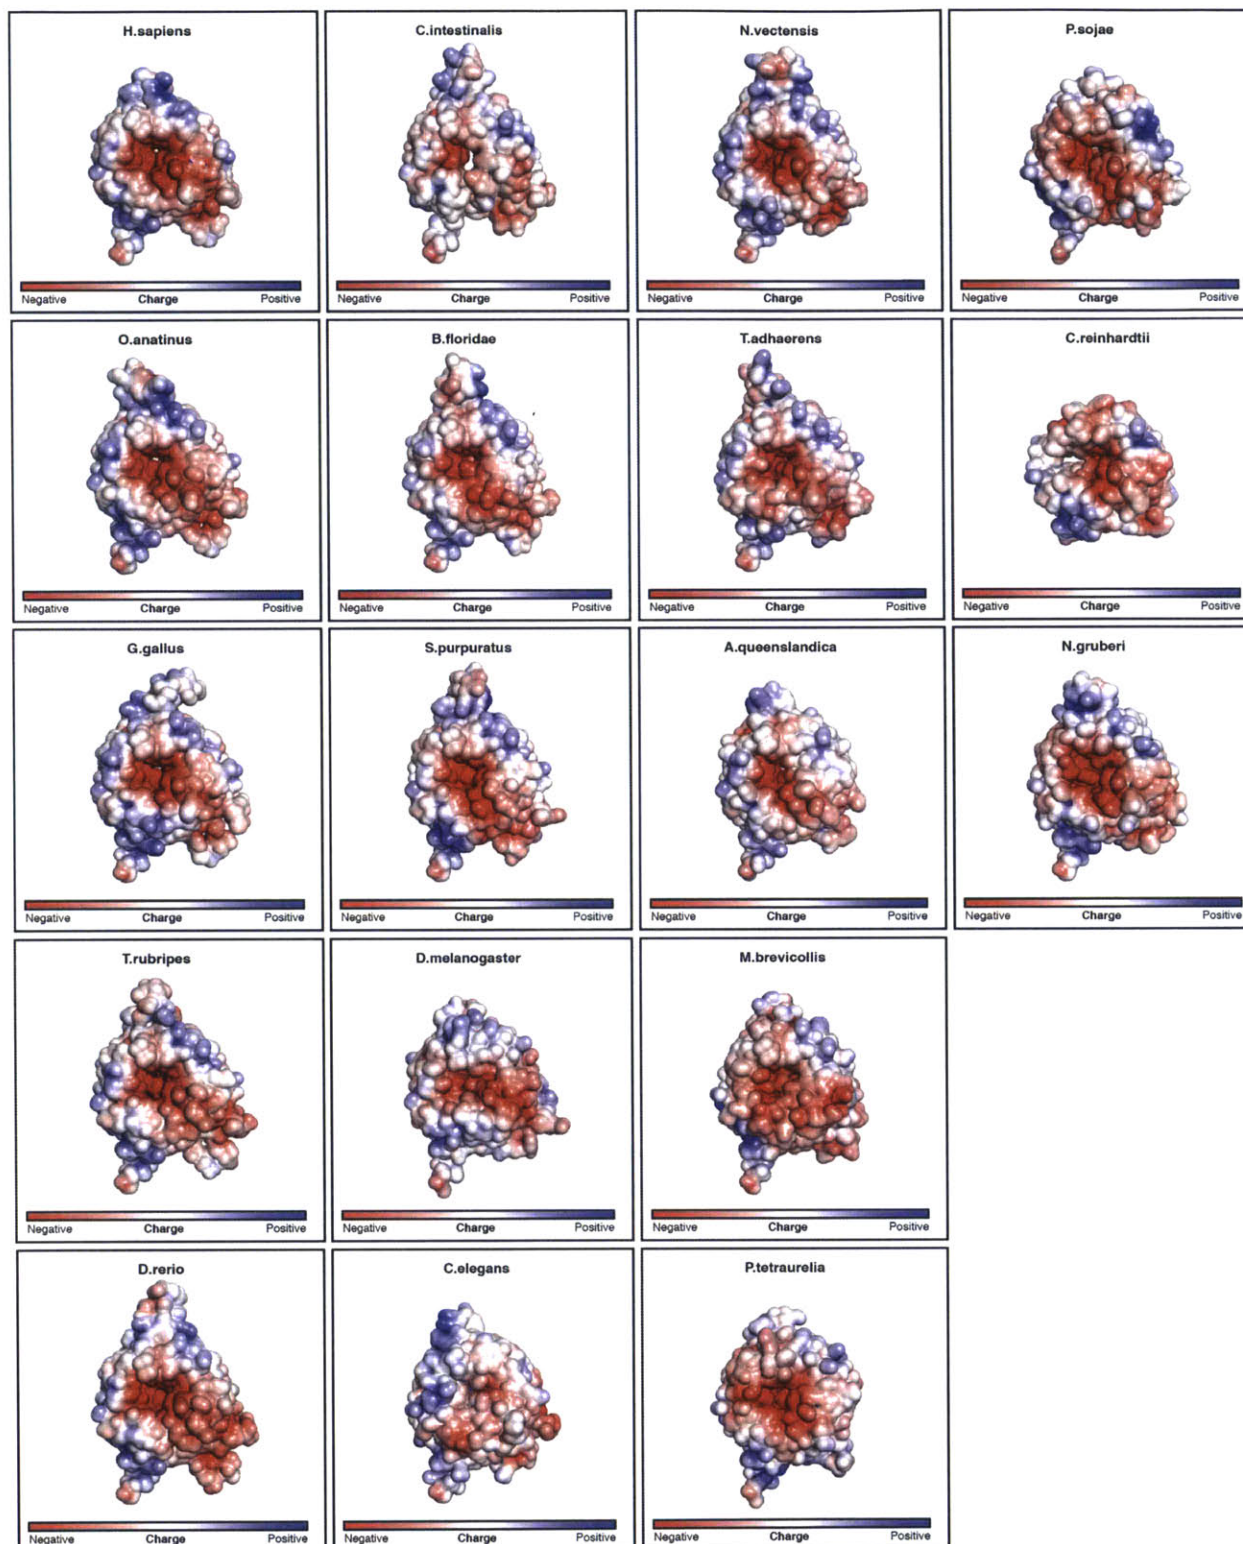 H.sapiens
Negative Charge Positive
C.intestinalis
Negative Charge Positive
N.vectensis
Negative Charge Positive
P.sojae
Negative Charge Positive
O.anatinus
Negative Charge Positive
B.floridae
Negative Charge Positive
T.adhaerens
Negative Charge Positive
C.reinhardtii
Negative Charge Positive
G.gallus
Negative Charge Positive
S.purpuratus
Negative Charge Positive
A.queenslandica
Negative Charge Positive
N.gruberi
Negative Charge Positive
T.rubripes
Negative Charge Positive
D.melanogaster
Negative Charge Positive
M.brevicollis
Negative Charge Positive
D.rerio
Negative Charge Positive
C.elegans
Negative Charge Positive
P.tetraurelia
Negative Charge Positive